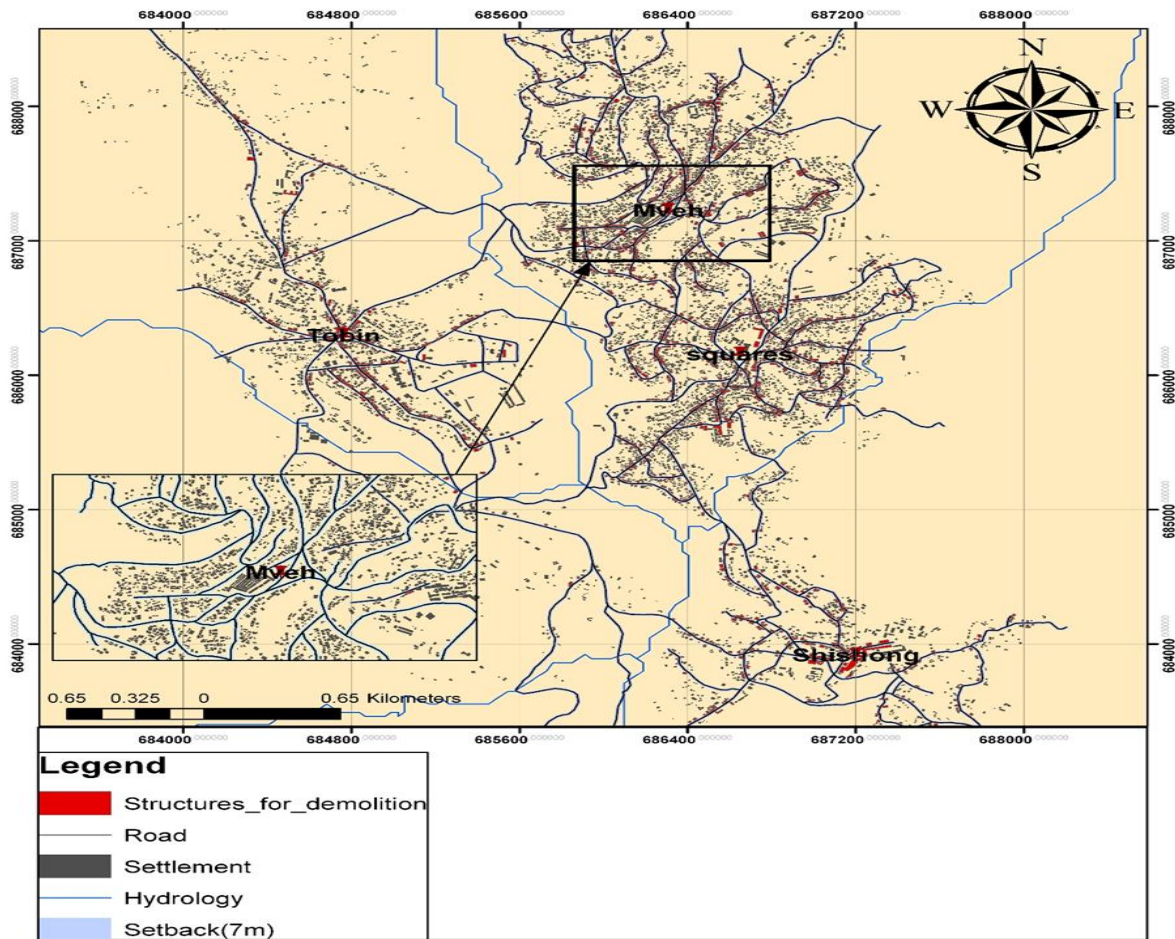 684000 684800 685600 686400 687200 688000
N
W E
S
688000 688000
Mveh
687000 687000
Tobin
squares
686000 686000
685000 685000
Mveh
684000 684000
Shishong
0.65 0.325 0 0.65 Kilometers
684000 684800 685600 686400 687200 688000
Legend
Structures_for_demolition
Road
Settlement
Hydrology
Setback(7m)